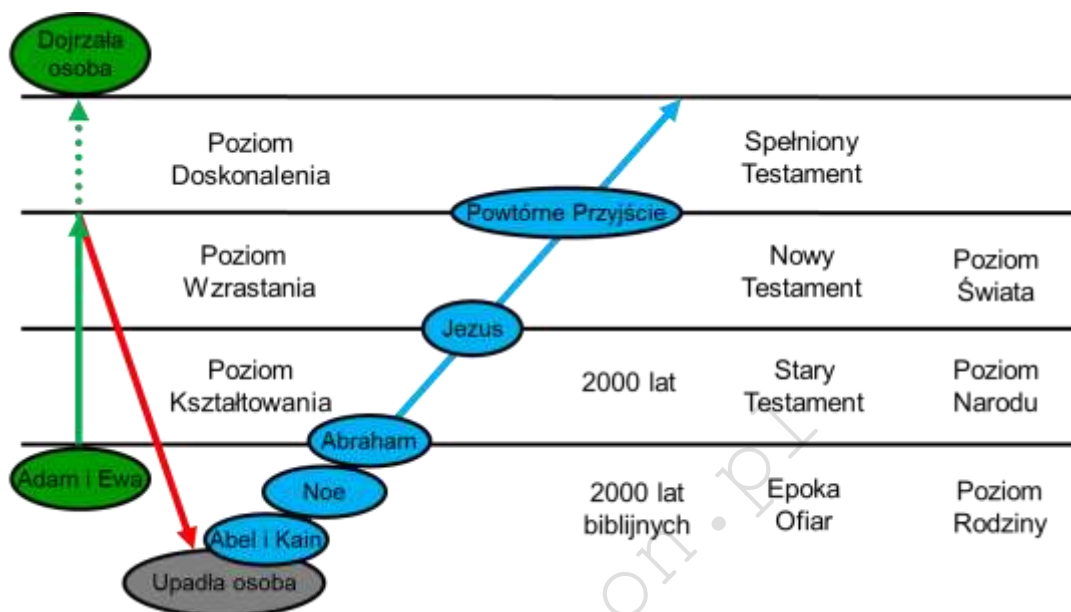 Dojrzała
osoba
Poziom
Doskonalenia
Spełniony
Testament
Powtórne Przyjście
Poziom
Wzrastania
Nowy
Testament
Poziom
Świata
Jezus
Poziom
Kształtowania
2000 lat
Stary
Testament
Poziom
Narodu
Abraham
Adam i Ewa
Noe
2000 lat
biblijnych
Epoka
Ofiar
Poziom
Rodziny
Abel i Kain
Upadła osoba
on.pl